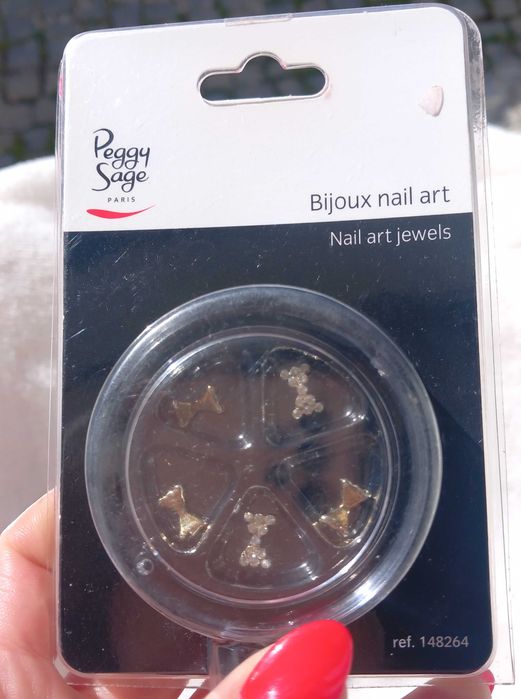 Peggy
Sage
PARIS
Bijoux nail art
Nail art jewels
ref. 148264